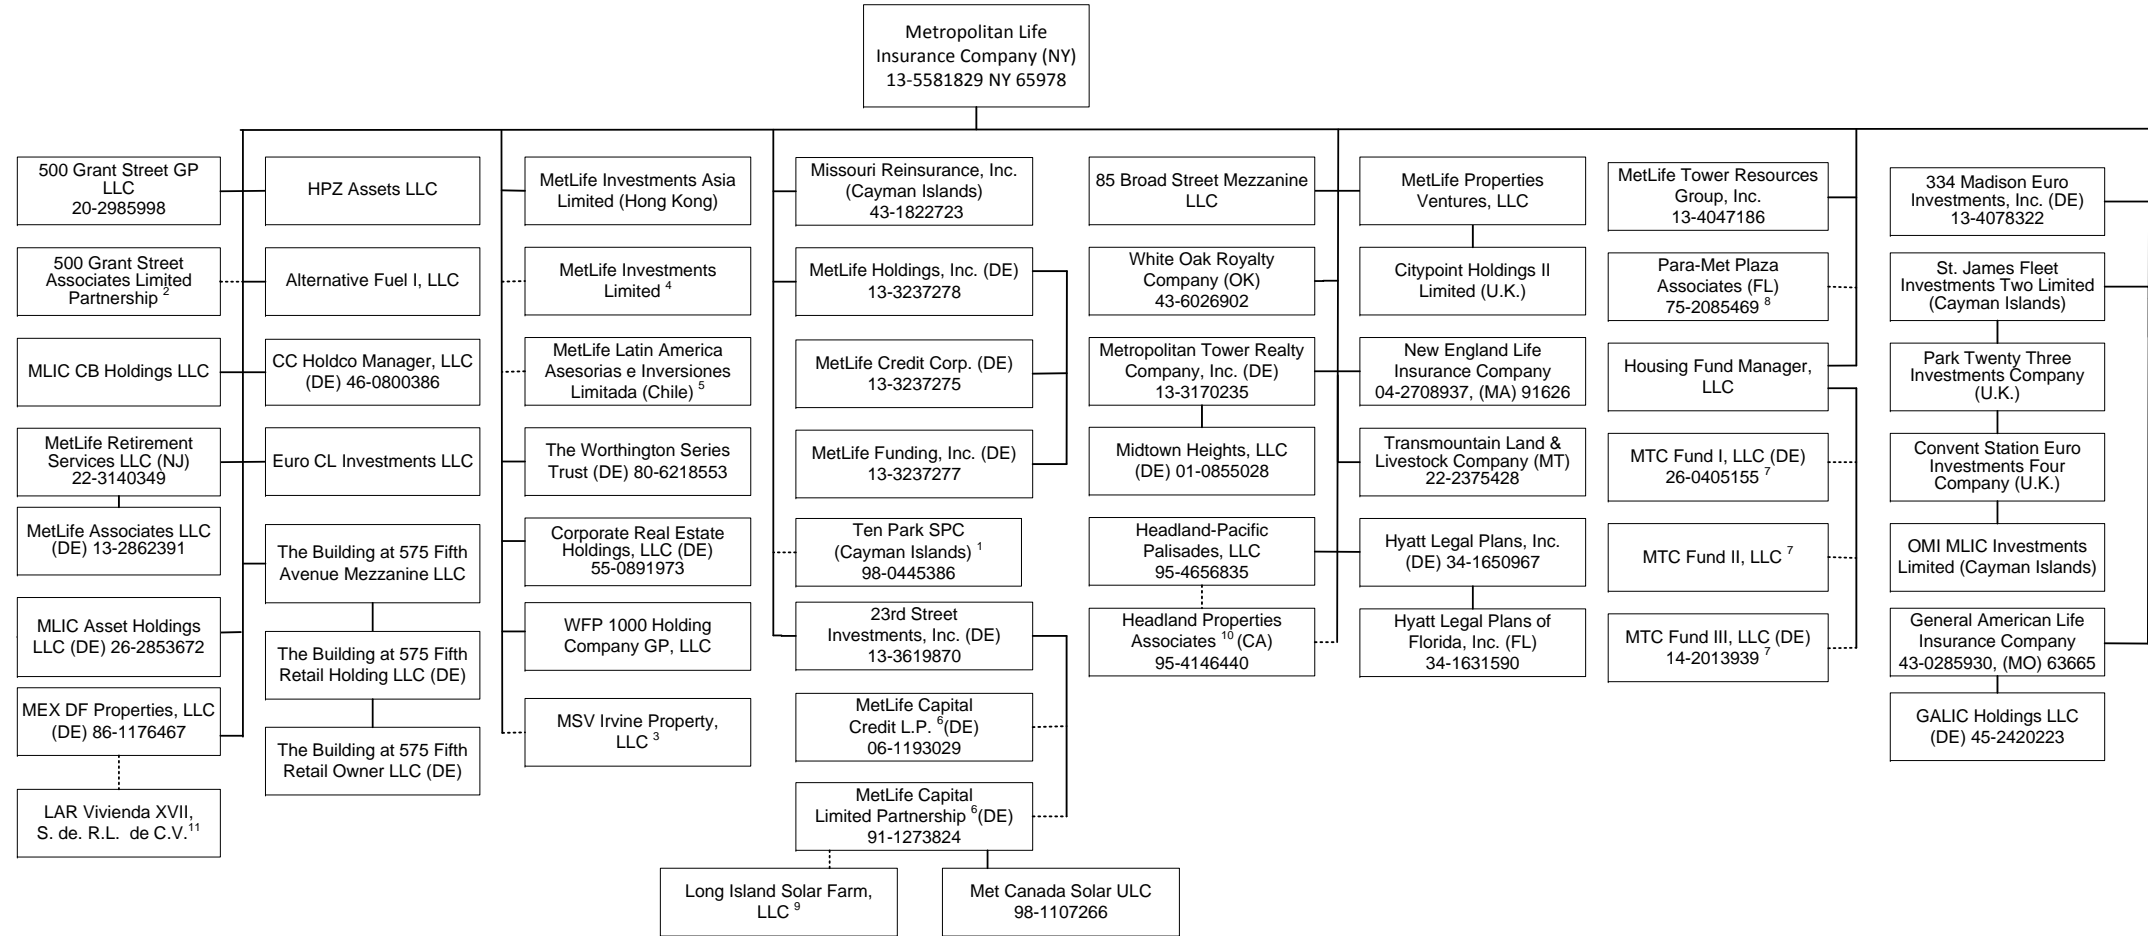 Metropolitan Life
Insurance Company (NY)
13-5581829 NY 65978
500 Grant Street GP
LLC
20-2985998
500 Grant Street
Associates Limited
Partnership 2
MLIC CB Holdings LLC
MetLife Retirement
Services LLC (NJ)
22-3140349
MetLife Associates LLC
(DE) 13-2862391
MLIC Asset Holdings
LLC (DE) 26-2853672
MEX DF Properties, LLC
(DE) 86-1176467
LAR Vivienda XVII,
S. de. R.L. de C.V.11
HPZ Assets LLC
Alternative Fuel I, LLC
CC Holdco Manager, LLC
(DE) 46-0800386
Euro CL Investments LLC
The Building at 575 Fifth
Avenue Mezzanine LLC
The Building at 575 Fifth
Retail Holding LLC (DE)
The Building at 575 Fifth
Retail Owner LLC (DE)
MetLife Investments Asia
Limited (Hong Kong)
MetLife Investments
Limited 4
MetLife Latin America
Asesorias e Inversiones
Limitada (Chile) 5
The Worthington Series
Trust (DE) 80-6218553
Corporate Real Estate
Holdings, LLC (DE)
55-0891973
WFP 1000 Holding
Company GP, LLC
MSV Irvine Property,
LLC 3
Missouri Reinsurance, Inc.
(Cayman Islands)
43-1822723
MetLife Holdings, Inc. (DE)
13-3237278
MetLife Credit Corp. (DE)
13-3237275
MetLife Funding, Inc. (DE)
13-3237277
Ten Park SPC
(Cayman Islands) 1
98-0445386
23rd Street
Investments, Inc. (DE)
13-3619870
MetLife Capital
Credit L.P. 6 (DE)
06-1193029
MetLife Capital
Limited Partnership 6 (DE)
91-1273824
Long Island Solar Farm,
LLC 9
Met Canada Solar ULC
98-1107266
85 Broad Street Mezzanine
LLC
White Oak Royalty
Company (OK)
43-6026902
Metropolitan Tower Realty
Company, Inc. (DE)
13-3170235
Midtown Heights, LLC
(DE) 01-0855028
Headland-Pacific
Palisades, LLC
95-4656835
Headland Properties
Associates 10 (CA)
95-4146440
MetLife Properties
Ventures, LLC
Citypoint Holdings II
Limited (U.K.)
New England Life
Insurance Company
04-2708937, (MA) 91626
Transmountain Land &
Livestock Company (MT)
22-2375428
Hyatt Legal Plans, Inc.
(DE) 34-1650967
Hyatt Legal Plans of
Florida, Inc. (FL)
34-1631590
MetLife Tower Resources
Group, Inc.
13-4047186
Para-Met Plaza
Associates (FL)
75-2085469 8
Housing Fund Manager,
LLC
MTC Fund I, LLC (DE)
26-0405155 7
MTC Fund II, LLC 7
MTC Fund III, LLC (DE)
14-2013939 7
334 Madison Euro
Investments, Inc. (DE)
13-4078322
St. James Fleet
Investments Two Limited
(Cayman Islands)
Park Twenty Three
Investments Company
(U.K.)
Convent Station Euro
Investments Four
Company (U.K.)
OMI MLIC Investments
Limited (Cayman Islands)
General American Life
Insurance Company
43-0285930, (MO) 63665
GALIC Holdings LLC
(DE) 45-2420223